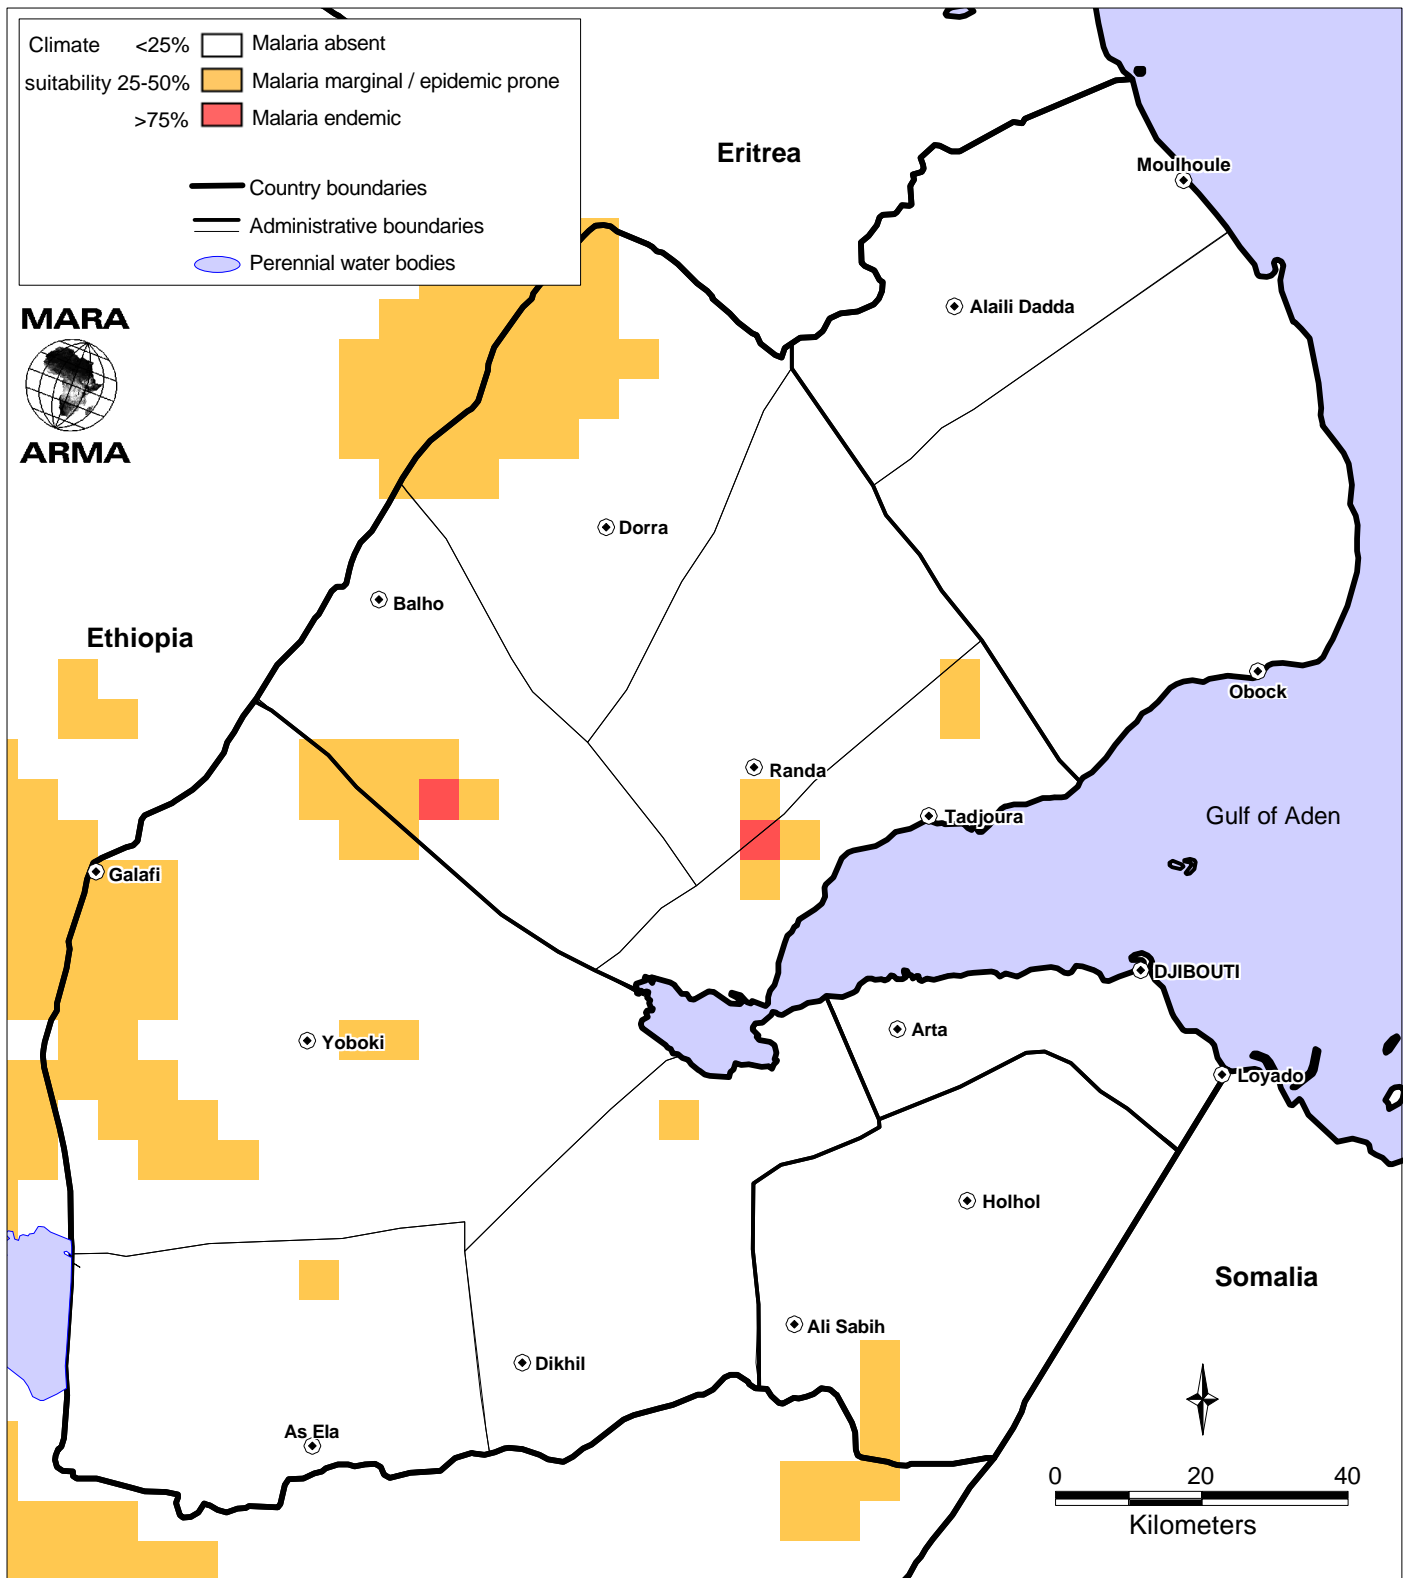 Climate <25% Malaria absent
suitability 25-50% Malaria marginal / epidemic prone
>75% Malaria endemic
Country boundaries
Administrative boundaries
Perennial water bodies
MARA
ARMA
Eritrea
Moulhoule
Alaili Dadda
Dorra
Balho
Ethiopia
Obock
Randa
Tadjoura
Gulf of Aden
Galafi
DJIBOUTI
Arta
Yoboki
Loyado
Holhol
Somalia
Ali Sabih
Dikhil
As Ela
0 20 40
Kilometers